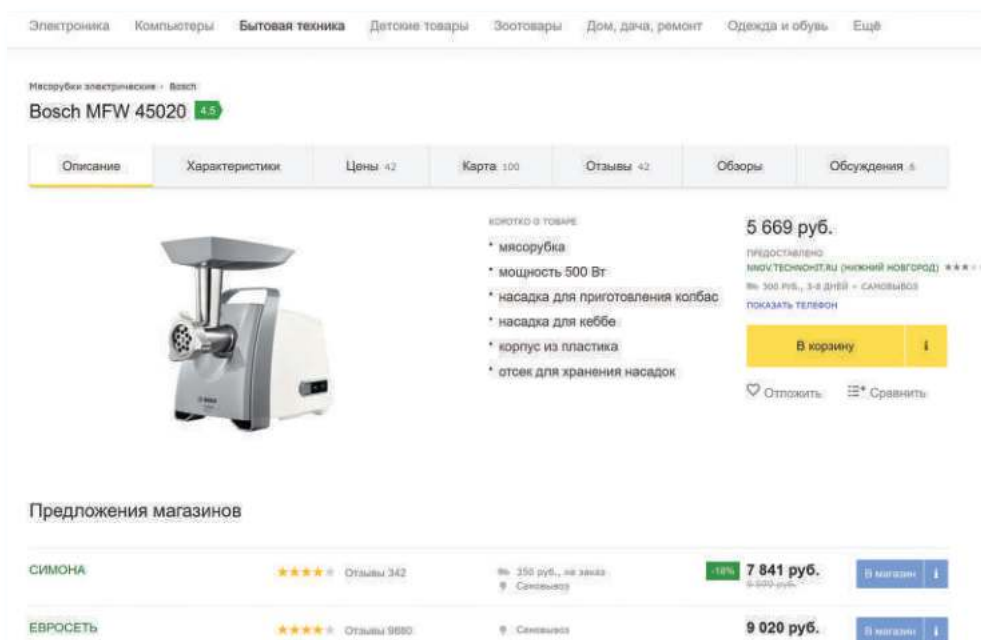 Электроника Компьютеры Бытовая техника Детские товары Зоотовары Дом, дача, ремонт Одежда и обувь Ещё
Мясорубки электрические › Bosch
Bosch MFW 45020 4.5
Описание Характеристики Цены 42 Карта 100 Отзывы 42 Обзоры Обсуждения 6
КОРОТКО О ТОВАРЕ
• мясорубка
• мощность 500 Вт
• насадка для приготовления колбас
• насадка для кеббе
• корпус из пластика
• отсек для хранения насадок
5 669 руб.
ПРЕДОСТАВЛЕНО
NNOV.TECHNOHIT.RU (НИЖНИЙ НОВГОРОД)
300 РУБ., 3-8 ДНЕЙ + САМОВЫВОЗ
ПОКАЗАТЬ ТЕЛЕФОН
В корзину
Отложить Сравнить
BOSCH
Предложения магазинов
СИМОНА Отзывы 342 350 руб., на заказ -18% 7 841 руб. В магазин
Самовывоз
ЕВРОСЕТЬ Отзывы 9680 Самовывоз 9 020 руб. В магазин